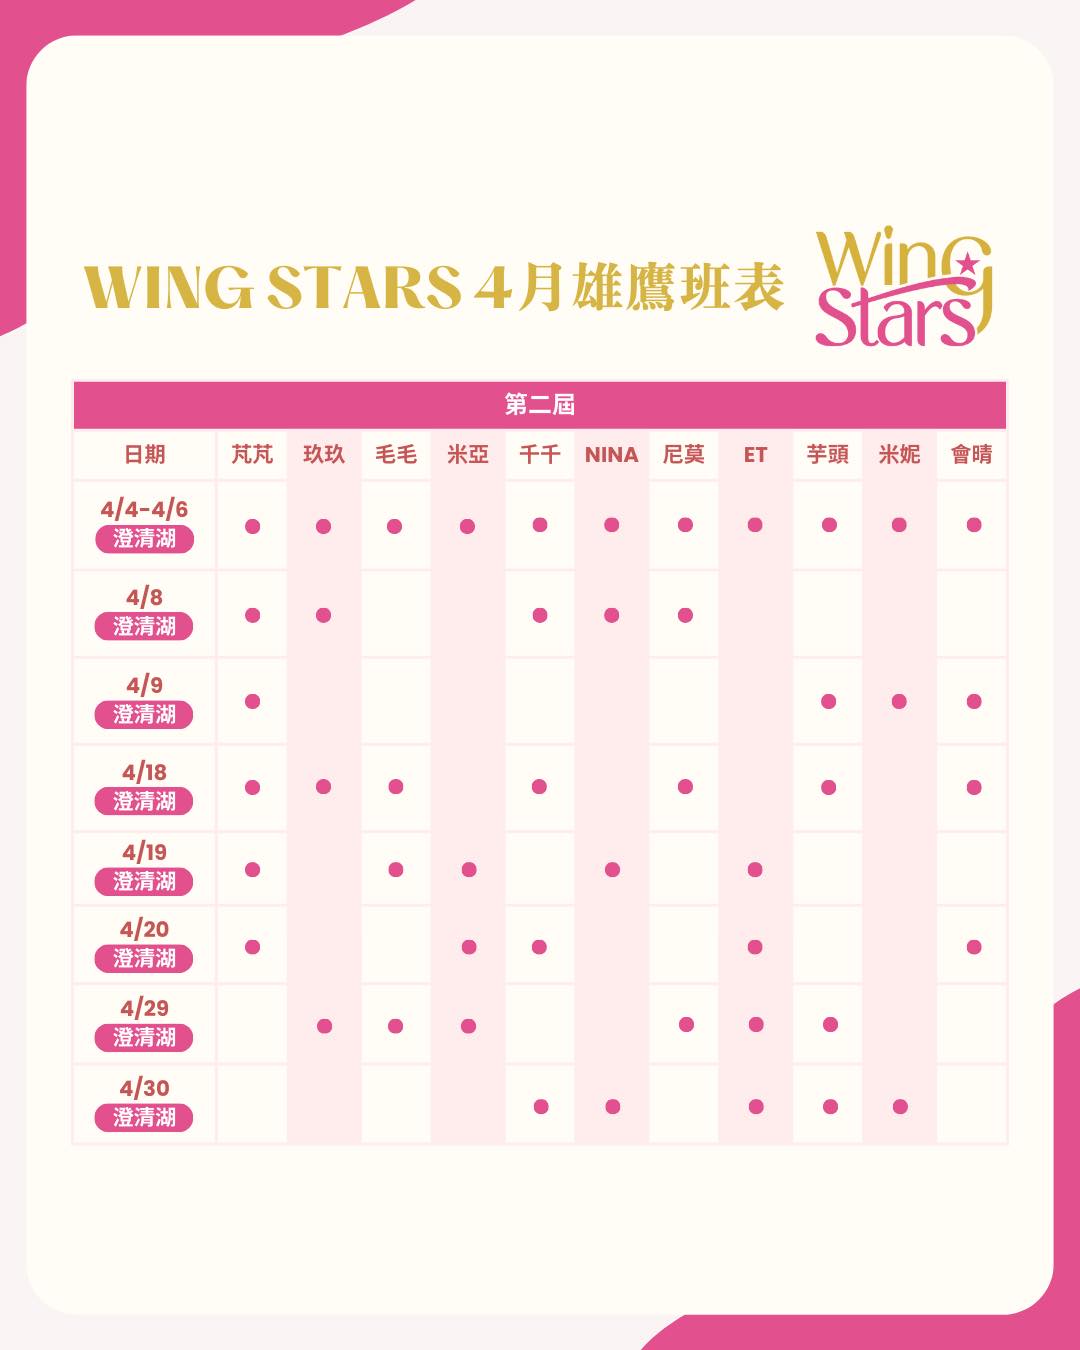 WING STARS 4月雄鷹班表
Wing
Stars
第二屆
日期 芃芃 玖玖 毛毛 米亞 千千 NINA 尼莫 ET 芋頭 米妮 會晴
4/4-4/6
澄清湖
4/8
澄清湖
4/9
澄清湖
4/18
澄清湖
4/19
澄清湖
4/20
澄清湖
4/29
澄清湖
4/30
澄清湖